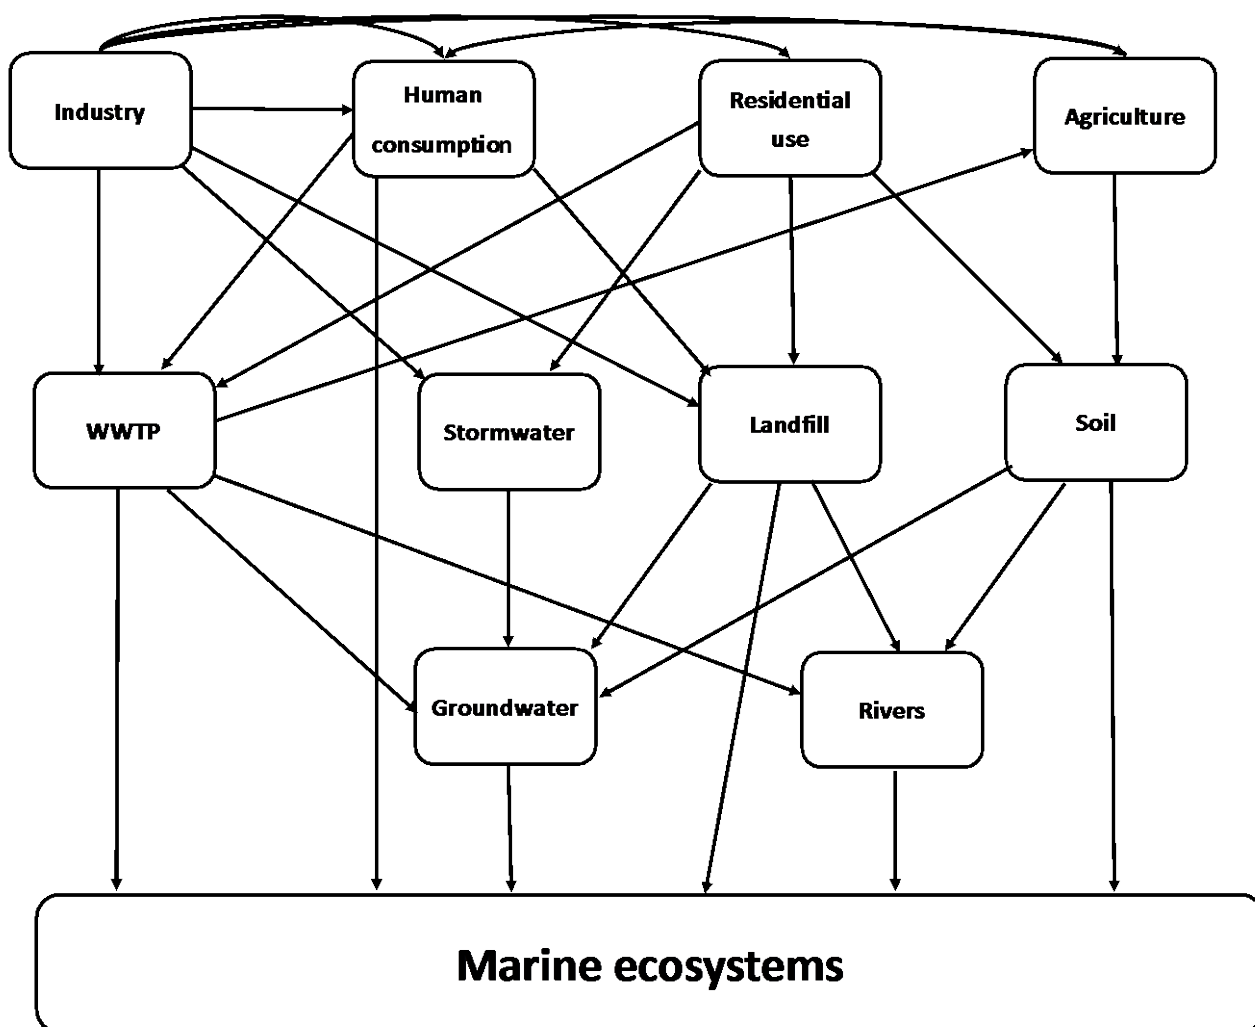 Industry
Human
consumption
Residential
use
Agriculture
WWTP
Stormwater
Landfill
Soil
Groundwater
Rivers
Marine ecosystems